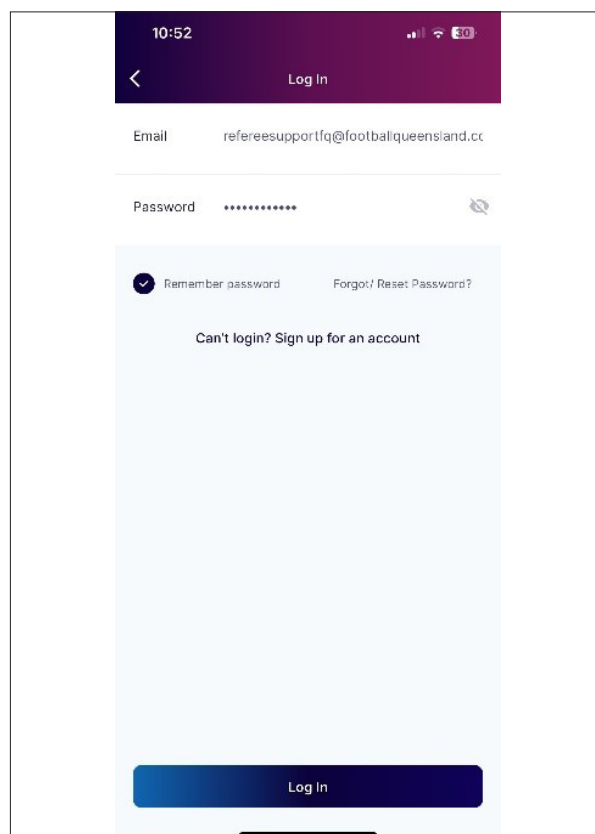 10:52
30
Log In
Email refereesupportfq@footballqueensland.cc
Password ••••••••••••
Remember password Forgot/ Reset Password?
Can't login? Sign up for an account
Log In